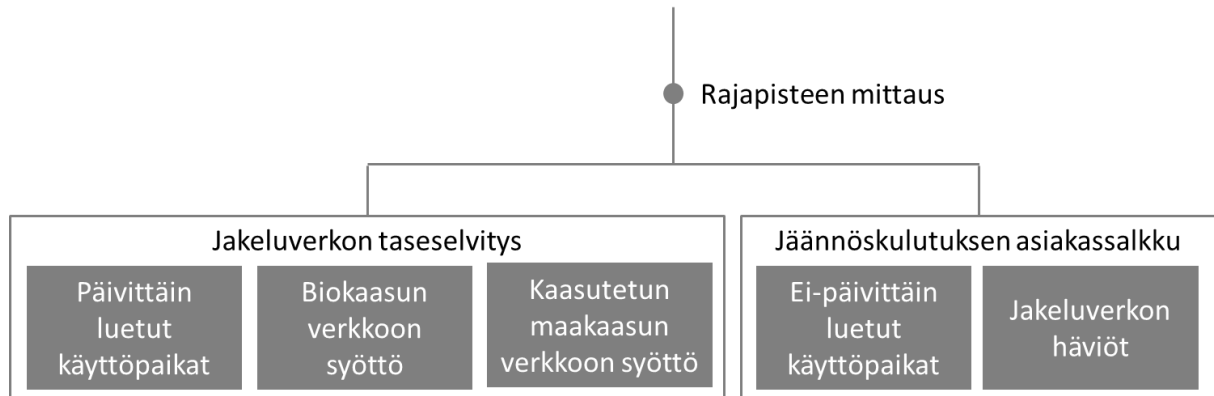 Rajapisteen mittaus
Jakeluverkon taseselvitys
Päivittäin
luetut
käyttöpaikat
Biokaasun
verkkoon
syöttö
Kaasutetun
maakaasun
verkkoon syöttö
Jäännöskulutuksen asiakassalkku
Ei-päivittäin
luetut
käyttöpaikat
Jakeluverkon
häviöt